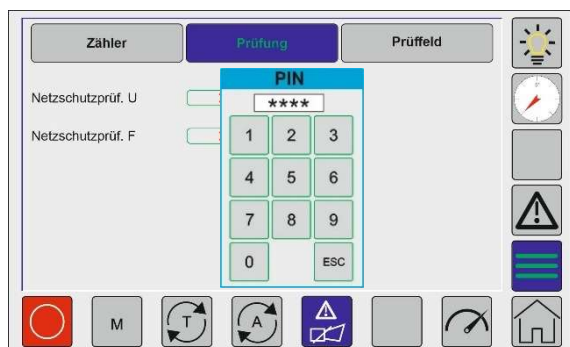 Zähler Prüfung Prüffeld
PIN
****
Netzschutzprüf. U
Netzschutzprüf. F
1 2 3
4 5 6
7 8 9
0 ESC
M T A